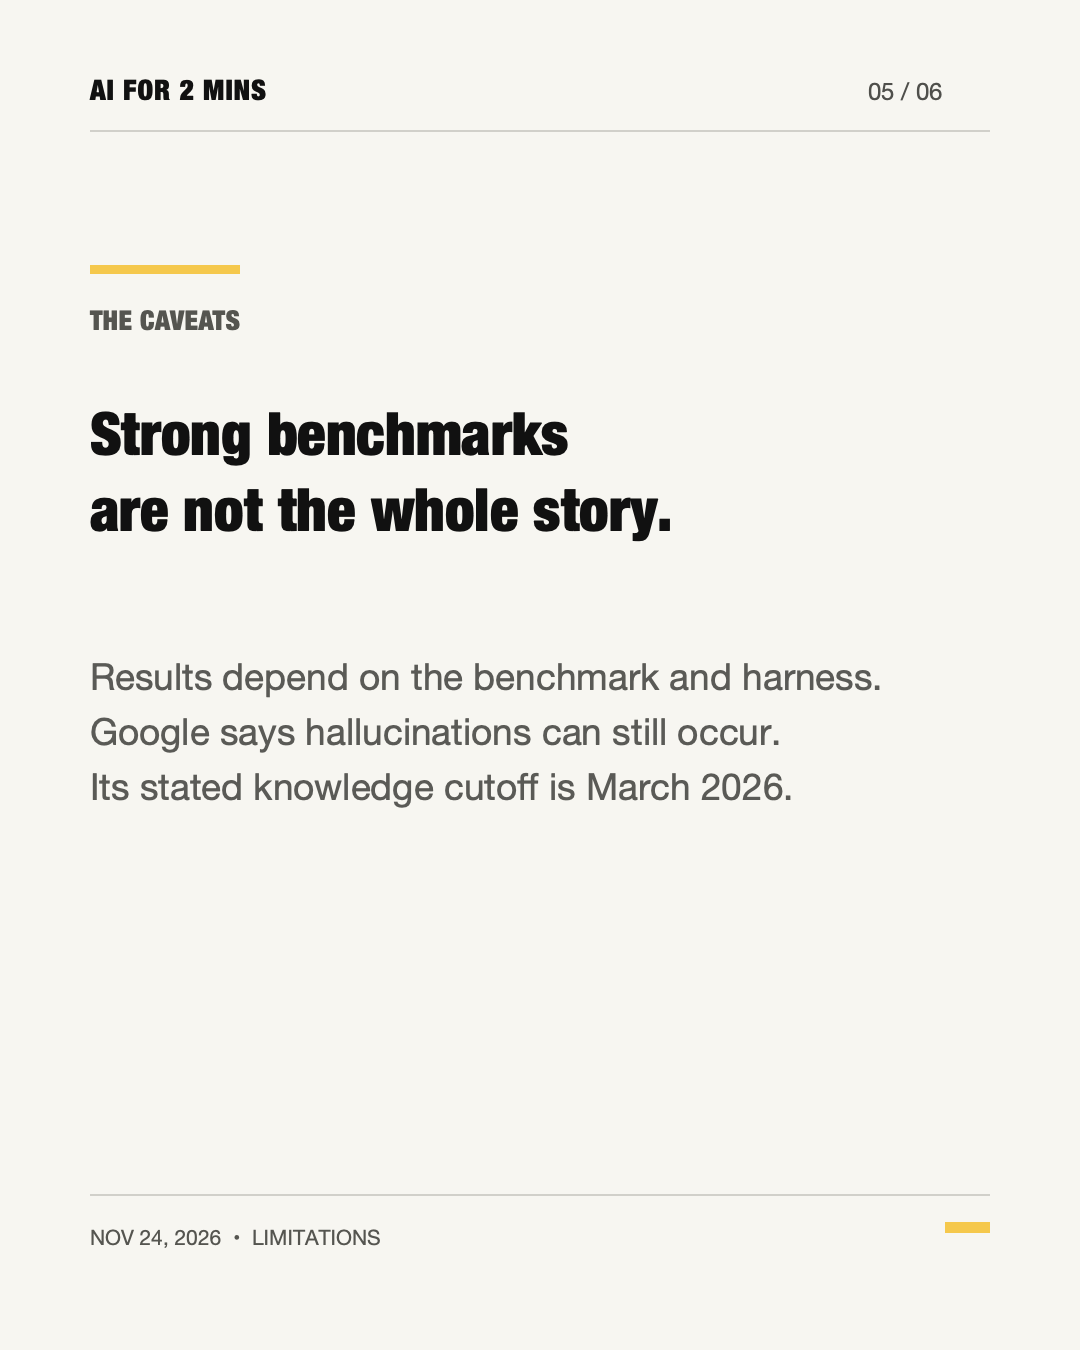 AI FOR 2 MINS
05 / 06
THE CAVEATS
Strong benchmarks
are not the whole story.
Results depend on the benchmark and harness.
Google says hallucinations can still occur.
Its stated knowledge cutoff is March 2026.
NOV 24, 2026 • LIMITATIONS